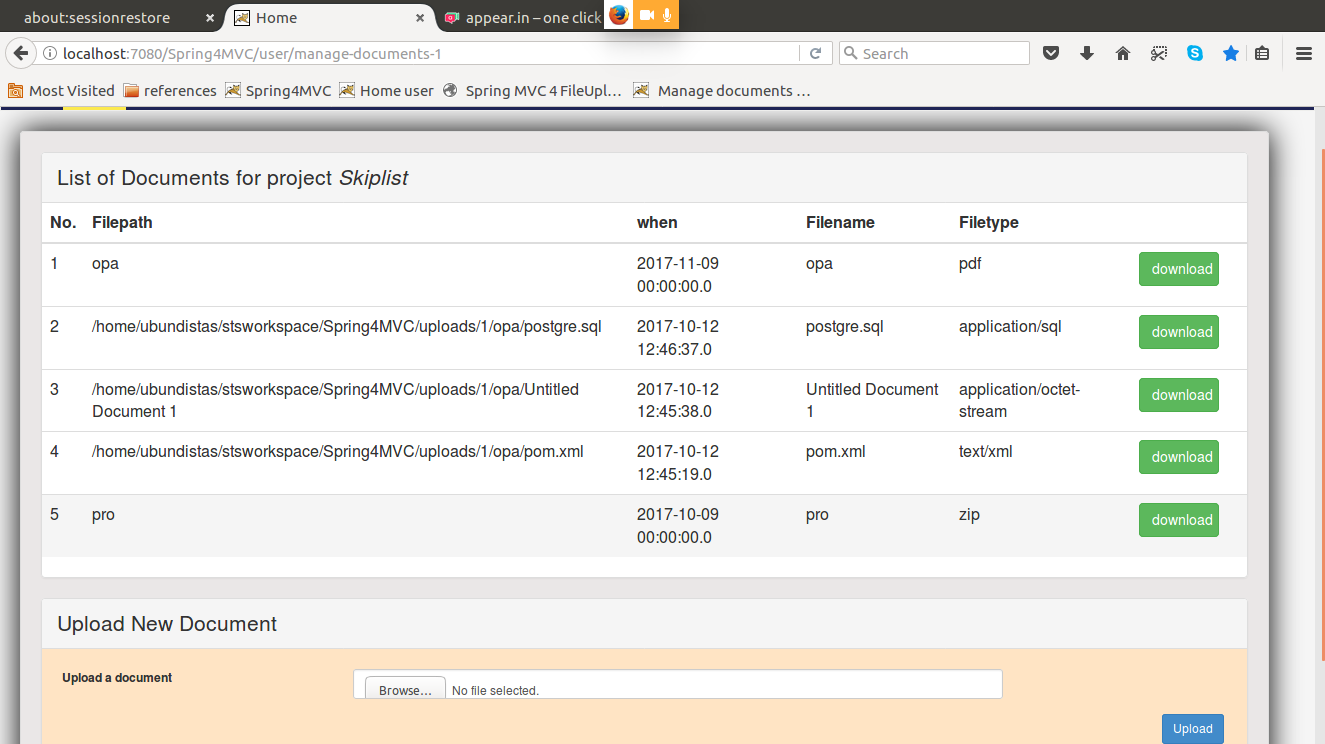 about:sessionrestore × Home × appear.in – one click
localhost:7080/Spring4MVC/user/manage-documents-1 Search
Most Visited references Spring4MVC Home user Spring MVC 4 FileUpl... Manage documents ...
List of Documents for project Skiplist
No. Filepath when Filename Filetype
1 opa 2017-11-09 opa pdf download
00:00:00.0
2 /home/ubundistas/stsworkspace/Spring4MVC/uploads/1/opa/postgre.sql 2017-10-12 postgre.sql application/sql download
12:46:37.0
3 /home/ubundistas/stsworkspace/Spring4MVC/uploads/1/opa/Untitled 2017-10-12 Untitled Document application/octet- download
Document 1 12:45:38.0 1 stream
4 /home/ubundistas/stsworkspace/Spring4MVC/uploads/1/opa/pom.xml 2017-10-12 pom.xml text/xml download
12:45:19.0
5 pro 2017-10-09 pro zip download
00:00:00.0
Upload New Document
Upload a document Browse... No file selected.
Upload